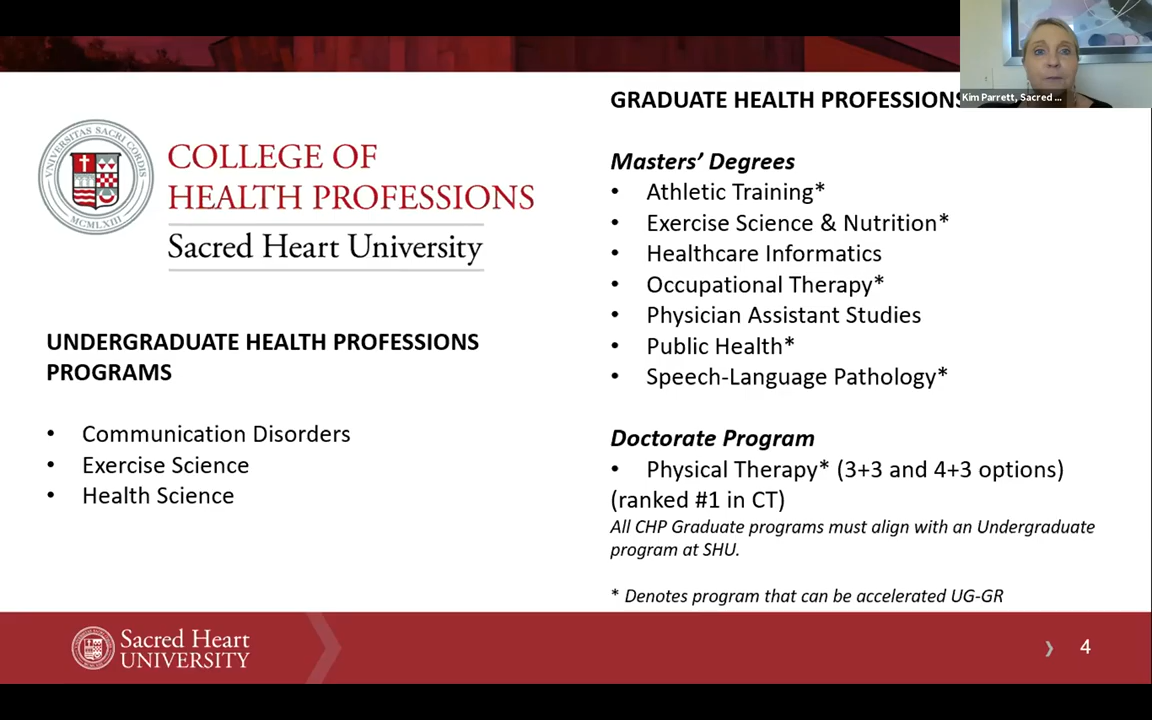 Kim Parrett, Sacred ...
UNIVERSITAS SACRI CORDIS
MCMLXIII
COLLEGE OF
HEALTH PROFESSIONS
Sacred Heart University
UNDERGRADUATE HEALTH PROFESSIONS
PROGRAMS
• Communication Disorders
• Exercise Science
• Health Science
GRADUATE HEALTH PROFESSIONS
Masters’ Degrees
• Athletic Training*
• Exercise Science & Nutrition*
• Healthcare Informatics
• Occupational Therapy*
• Physician Assistant Studies
• Public Health*
• Speech-Language Pathology*
Doctorate Program
• Physical Therapy* (3+3 and 4+3 options)
(ranked #1 in CT)
All CHP Graduate programs must align with an Undergraduate
program at SHU.
* Denotes program that can be accelerated UG-GR
Sacred Heart
UNIVERSITY
4